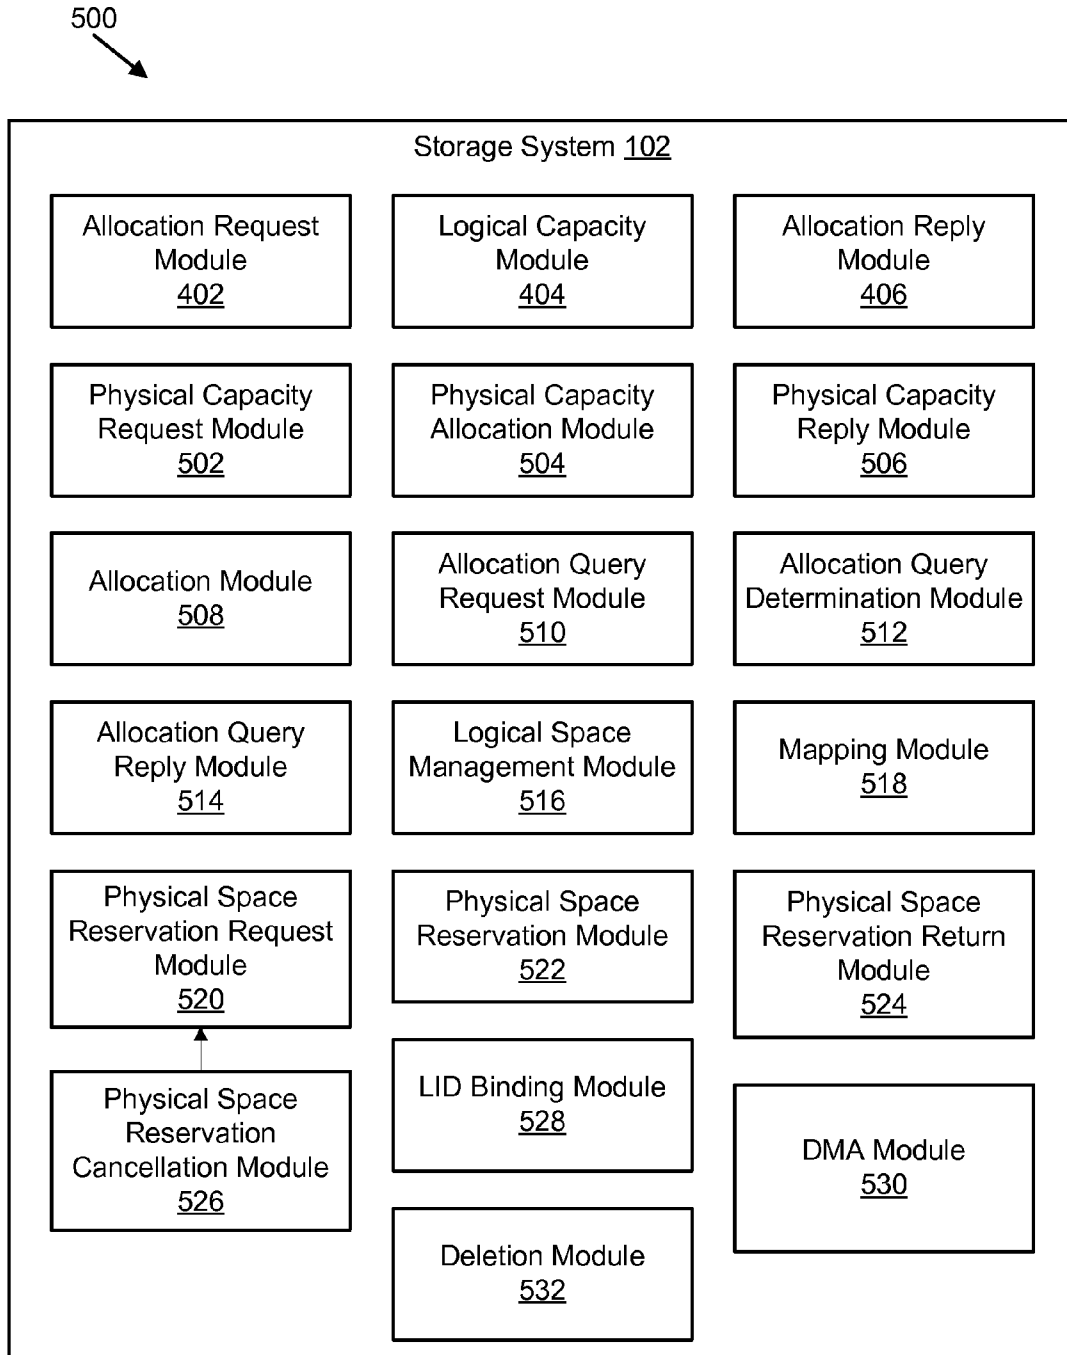 500
Storage System 102
Allocation Request
Module
402
Logical Capacity
Module
404
Allocation Reply
Module
406
Physical Capacity
Request Module
502
Physical Capacity
Allocation Module
504
Physical Capacity
Reply Module
506
Allocation Module
508
Allocation Query
Request Module
510
Allocation Query
Determination Module
512
Allocation Query
Reply Module
514
Logical Space
Management Module
516
Mapping Module
518
Physical Space
Reservation Request
Module
520
Physical Space
Reservation Module
522
Physical Space
Reservation Return
Module
524
Physical Space
Reservation
Cancellation Module
526
LID Binding Module
528
DMA Module
530
Deletion Module
532